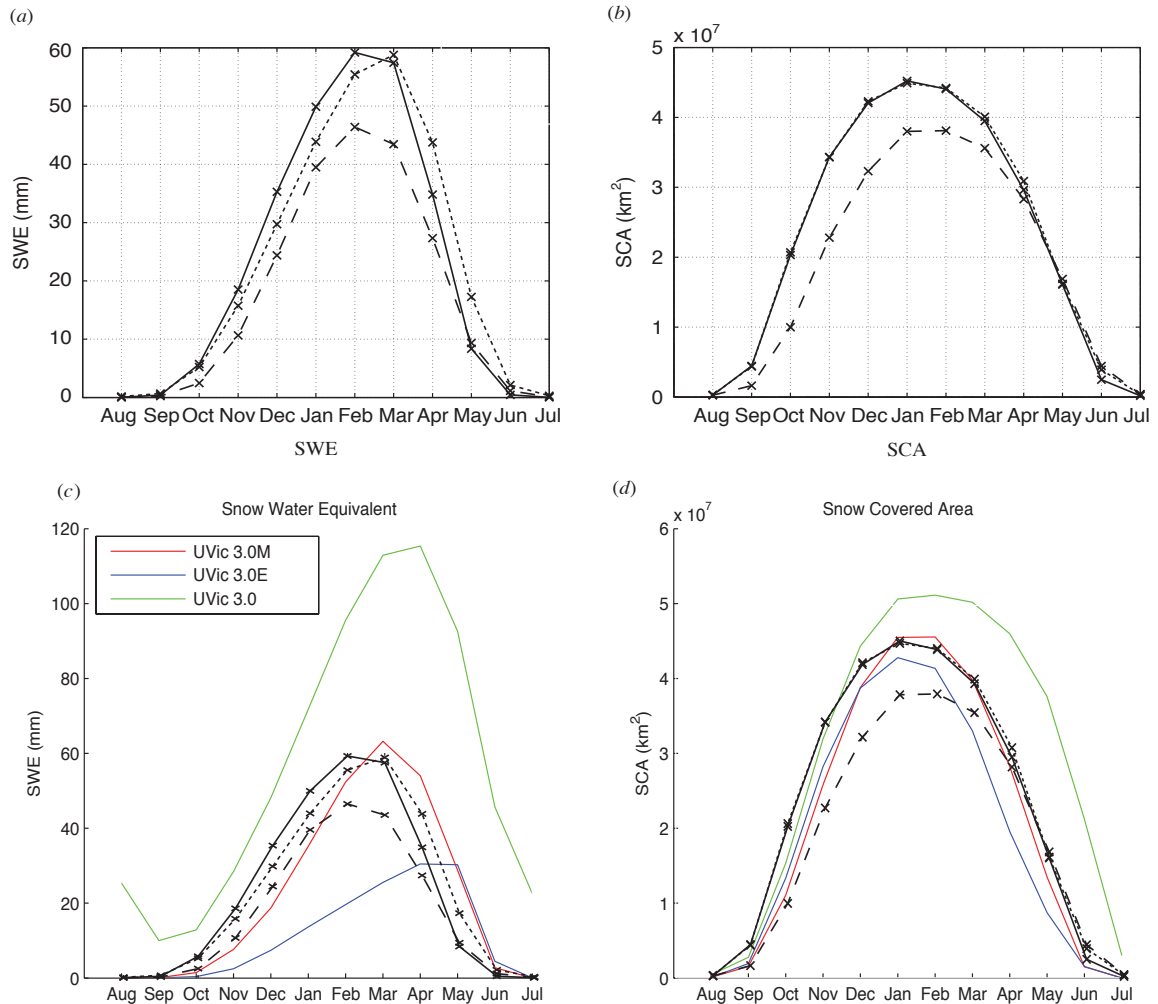 (a)
60
50
40
30
20
10
0
SWE (mm)
Aug Sep Oct Nov Dec Jan Feb Mar Apr May Jun Jul
SWE
(b)
x 10^7
5
4
3
2
1
0
SCA (km²)
Aug Sep Oct Nov Dec Jan Feb Mar Apr May Jun Jul
SCA
(c)
Snow Water Equivalent
120
100
80
60
40
20
0
SWE (mm)
UVic 3.0M
UVic 3.0E
UVic 3.0
Aug Sep Oct Nov Dec Jan Feb Mar Apr May Jun Jul
(d)
x 10^7
Snow Covered Area
6
5
4
3
2
1
0
SCA (km²)
Aug Sep Oct Nov Dec Jan Feb Mar Apr May Jun Jul